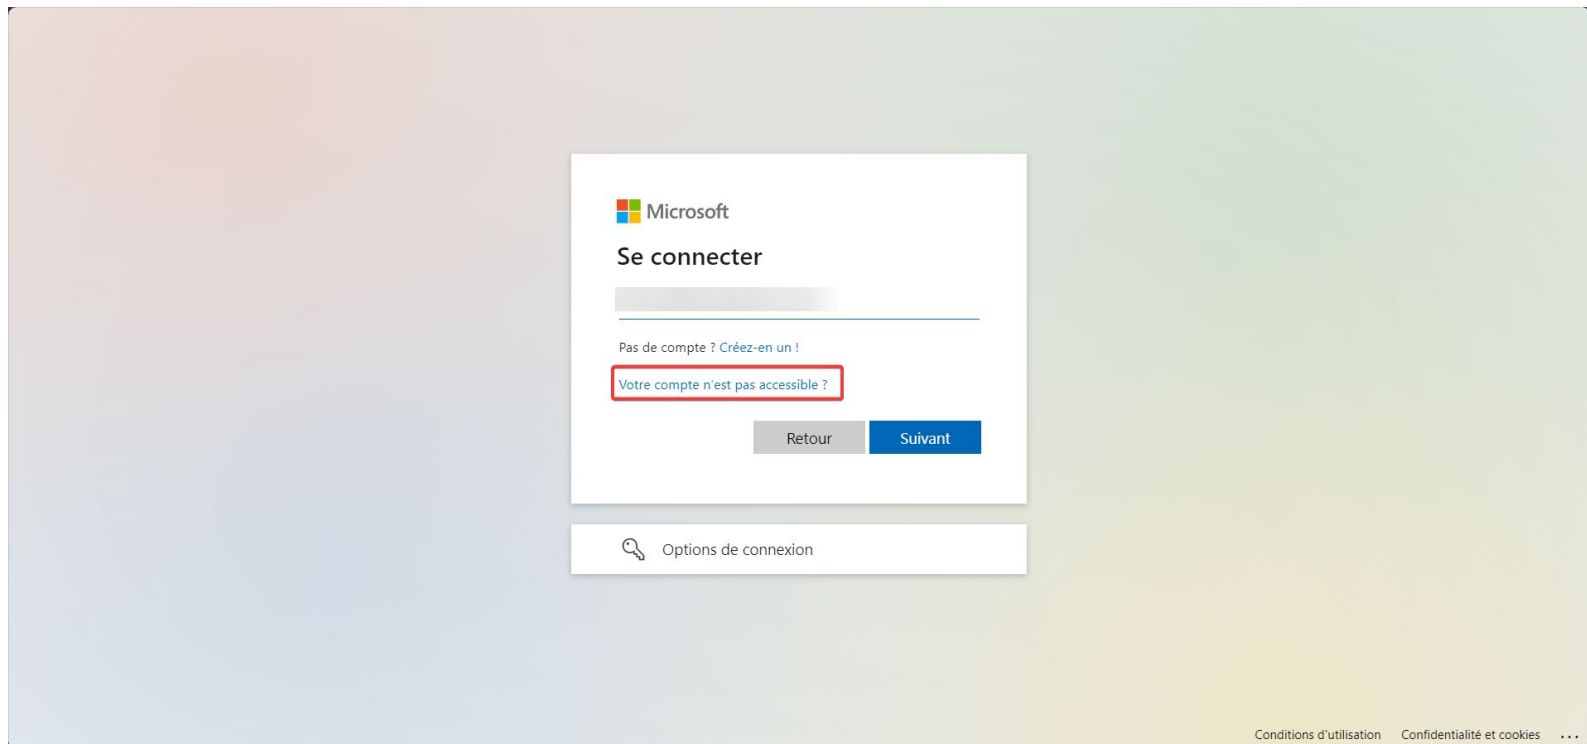 Microsoft
Se connecter
Pas de compte ? Créez-en un !
Votre compte n’est pas accessible ?
Retour
Suivant
Options de connexion
Conditions d'utilisation
Confidentialité et cookies
...